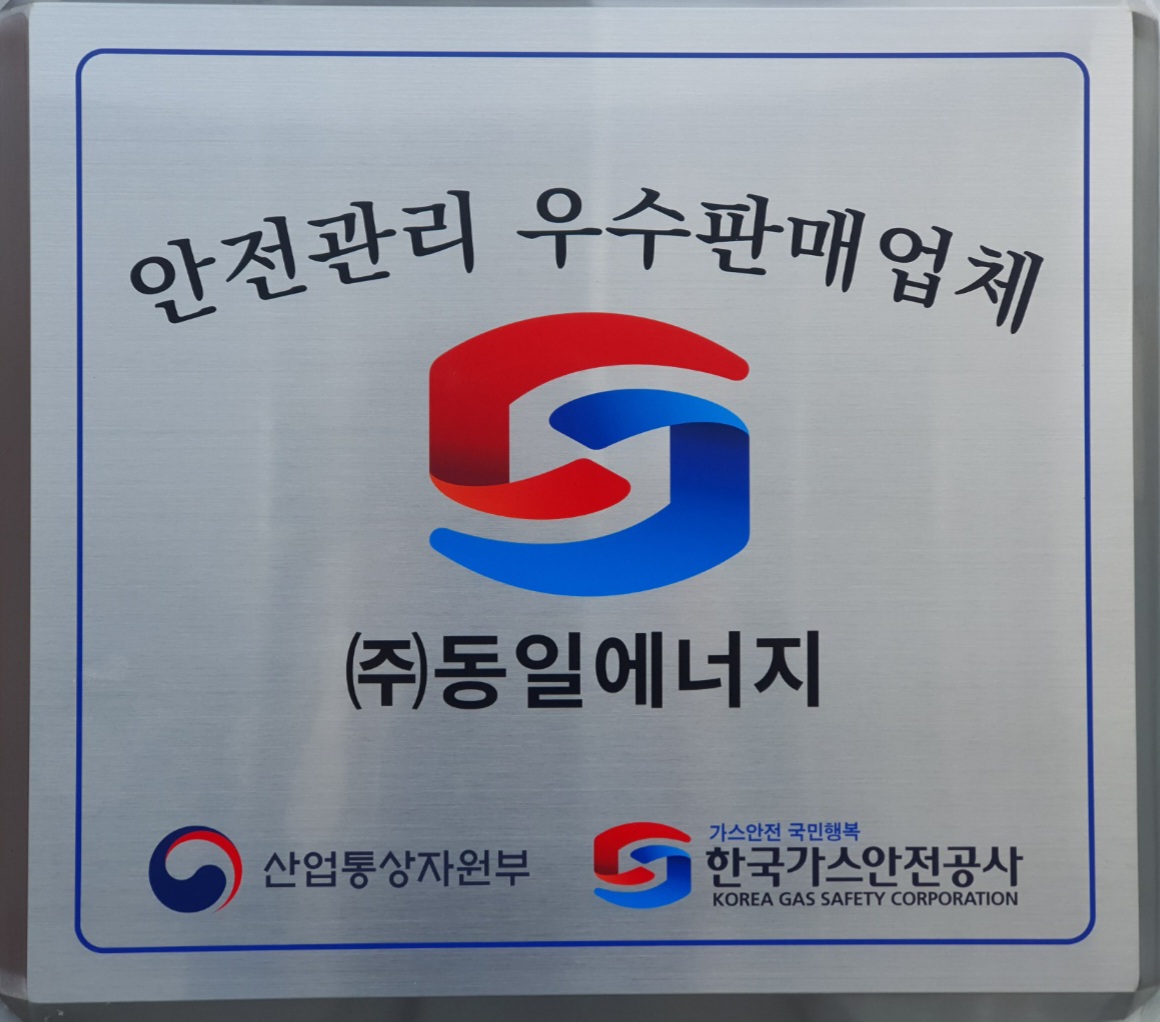 안전관리 우수판매업체
㈜동일에너지
산업통상자원부
가스안전 국민행복
한국가스안전공사
KOREA GAS SAFETY CORPORATION